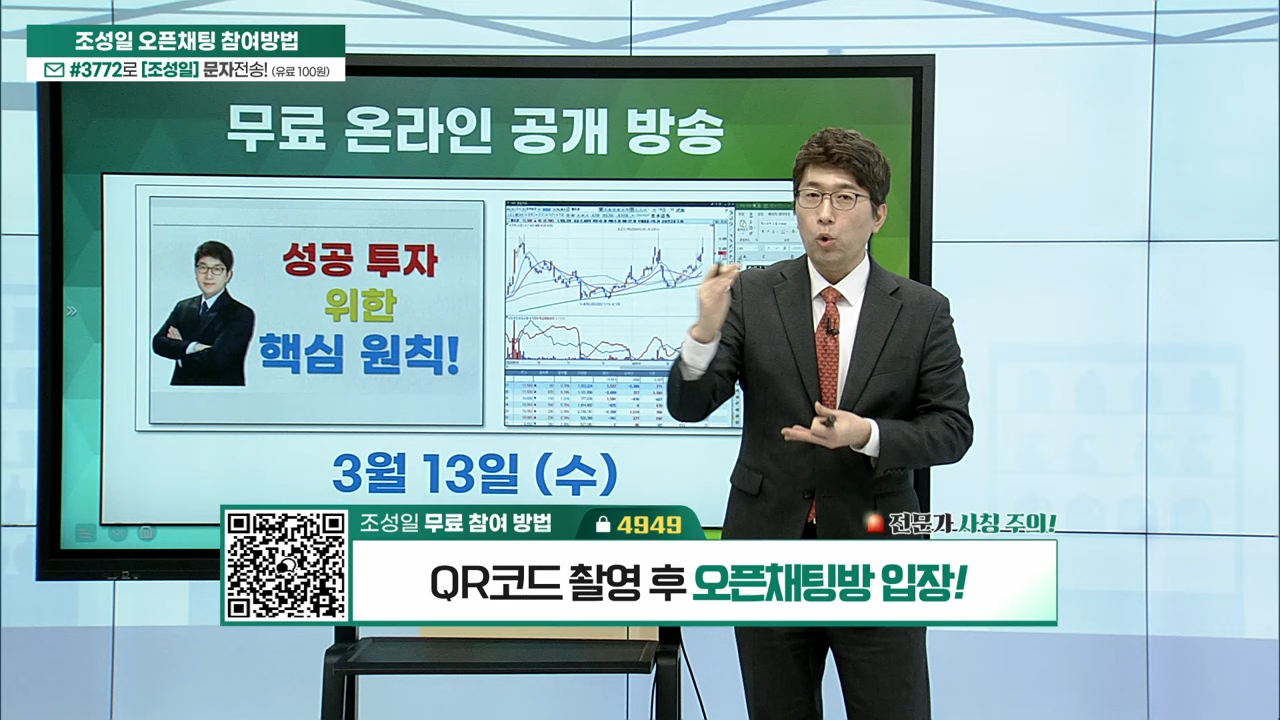 조성일 오픈채팅 참여방법
#3772로 [조성일] 문자전송! (유료 100원)
무료 온라인 공개 방송
성공 투자
위한
핵심 원칙!
3월 13일 (수)
조성일 무료 참여 방법
4949
전문가 사칭 주의!
QR코드 촬영 후 오픈채팅방 입장!